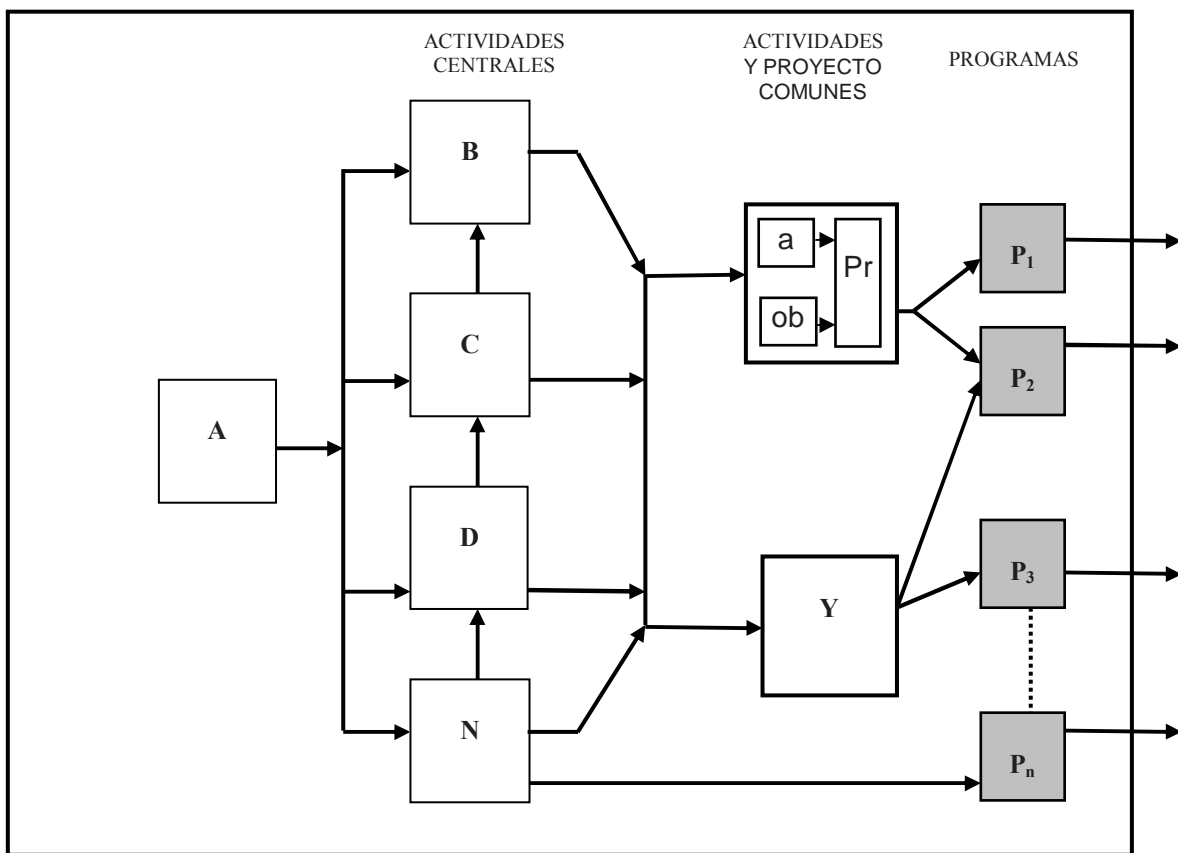 ACTIVIDADES
CENTRALES
ACTIVIDADES
Y PROYECTO
COMUNES
PROGRAMAS
B
a
Pr
ob
P₁
C
P₂
A
D
P₃
Y
N
Pₙ